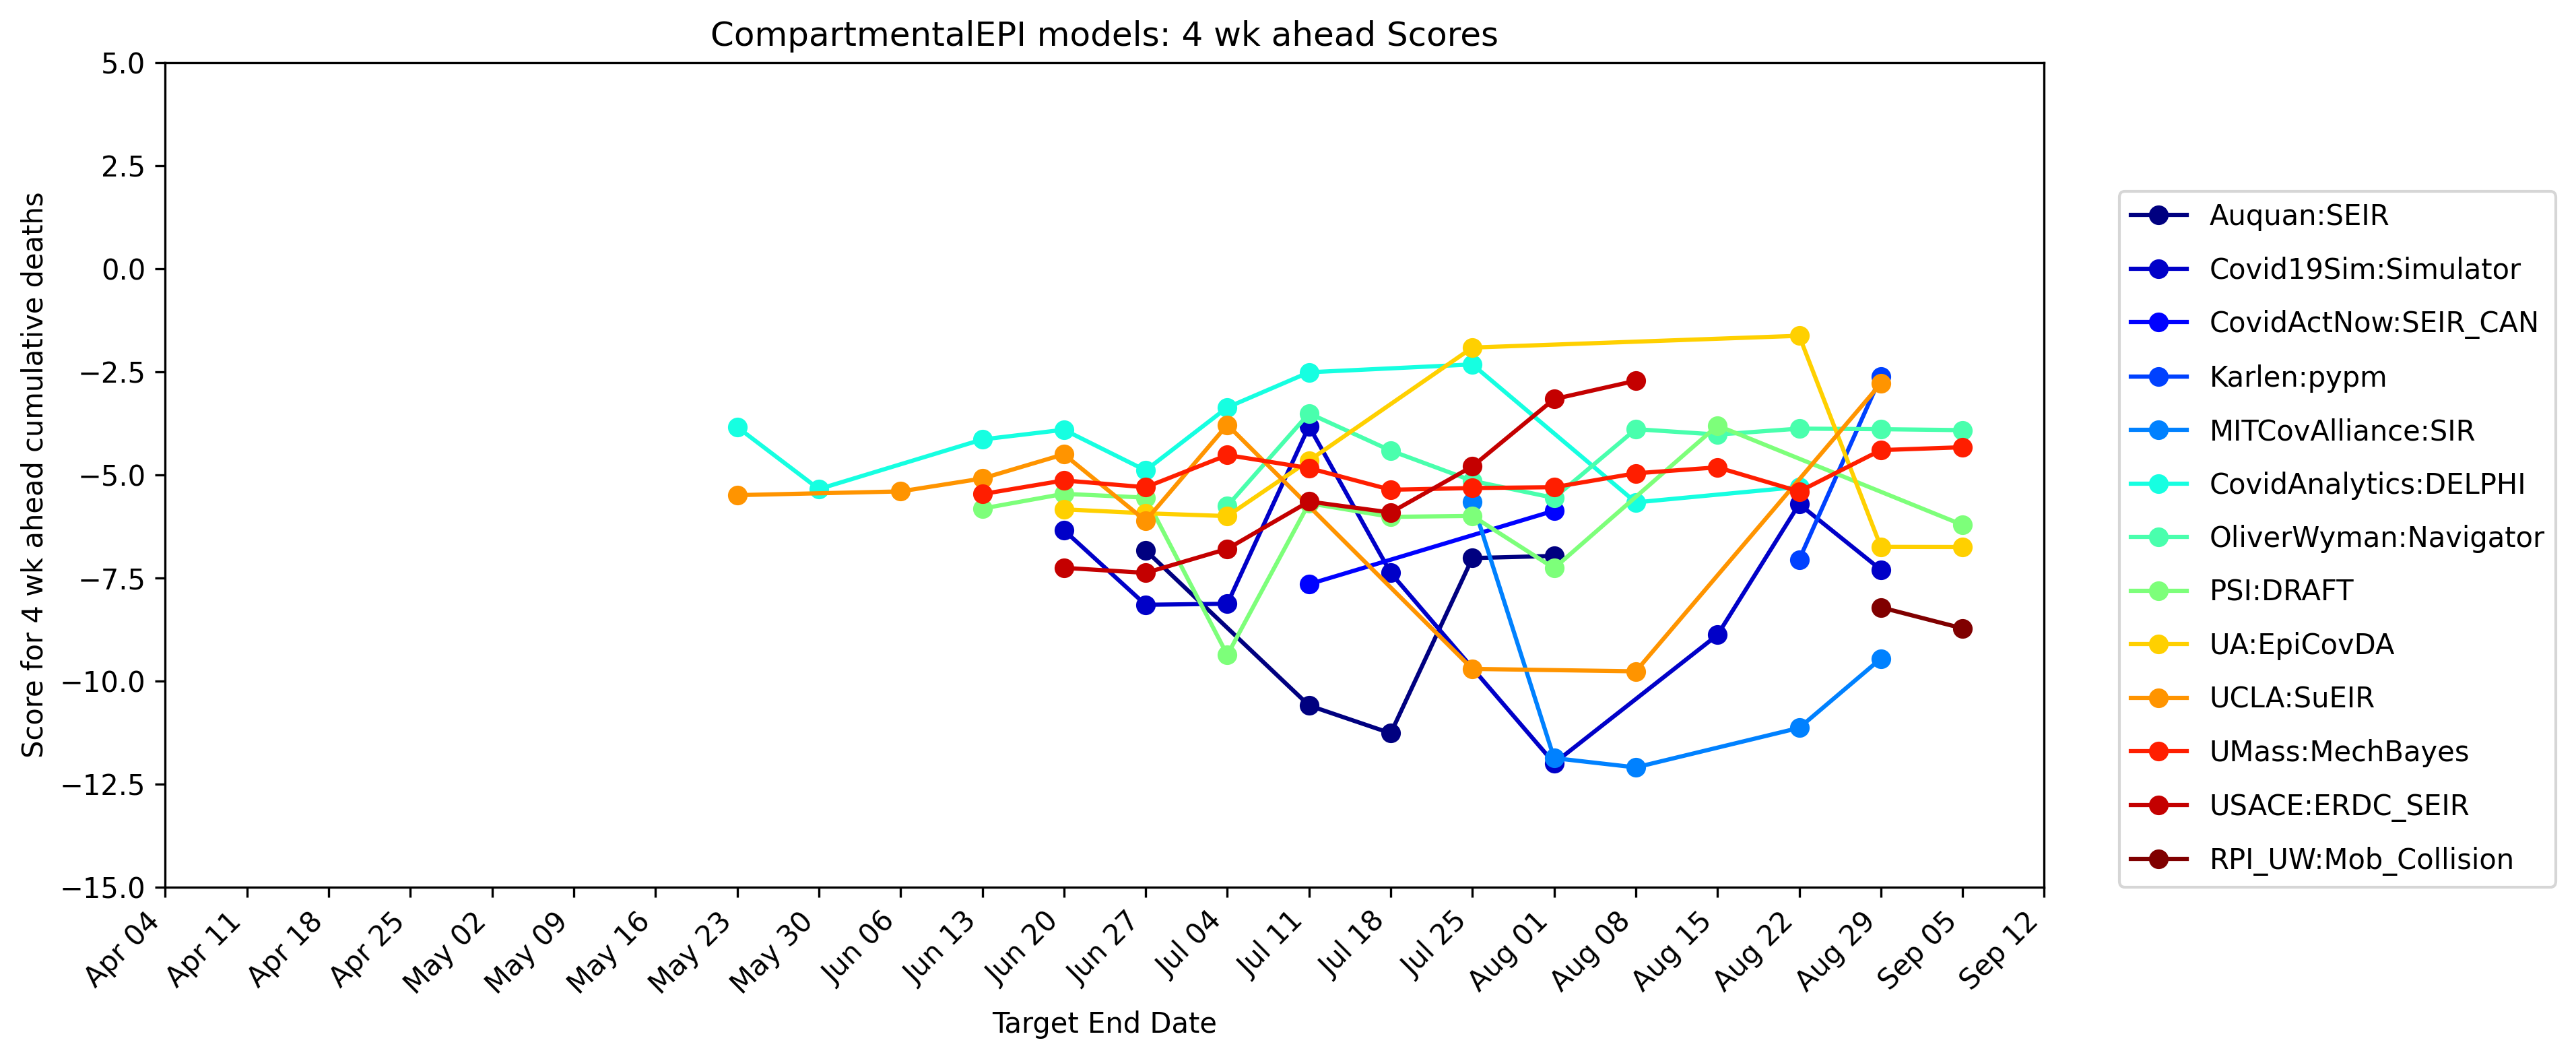 CompartmentalEPI models: 4 wk ahead Scores
Score for 4 wk ahead cumulative deaths
5.0
2.5
0.0
−2.5
−5.0
−7.5
−10.0
−12.5
−15.0
Apr 04
Apr 11
Apr 18
Apr 25
May 02
May 09
May 16
May 23
May 30
Jun 06
Jun 13
Jun 20
Jun 27
Jul 04
Jul 11
Jul 18
Jul 25
Aug 01
Aug 08
Aug 15
Aug 22
Aug 29
Sep 05
Sep 12
Target End Date
Auquan:SEIR
Covid19Sim:Simulator
CovidActNow:SEIR_CAN
Karlen:pypm
MITCovAlliance:SIR
CovidAnalytics:DELPHI
OliverWyman:Navigator
PSI:DRAFT
UA:EpiCovDA
UCLA:SuEIR
UMass:MechBayes
USACE:ERDC_SEIR
RPI_UW:Mob_Collision